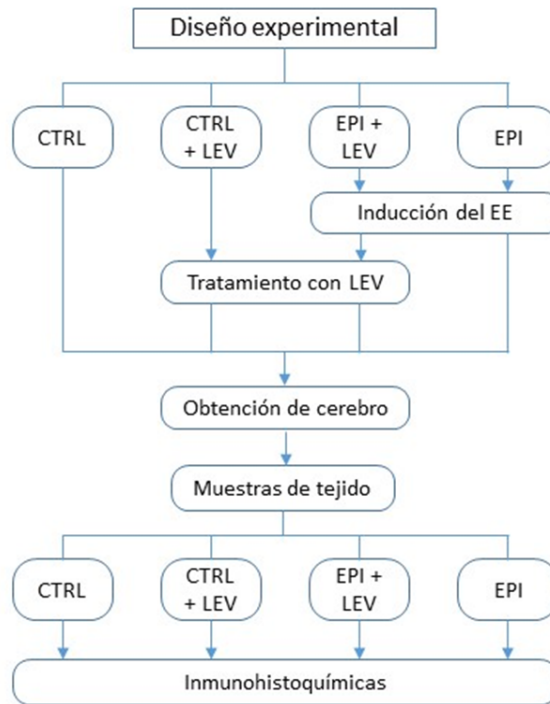 Diseño experimental
CTRL
CTRL
+ LEV
EPI +
LEV
EPI
Inducción del EE
Tratamiento con LEV
Obtención de cerebro
Muestras de tejido
CTRL
CTRL
+ LEV
EPI +
LEV
EPI
Inmunohistoquímicas